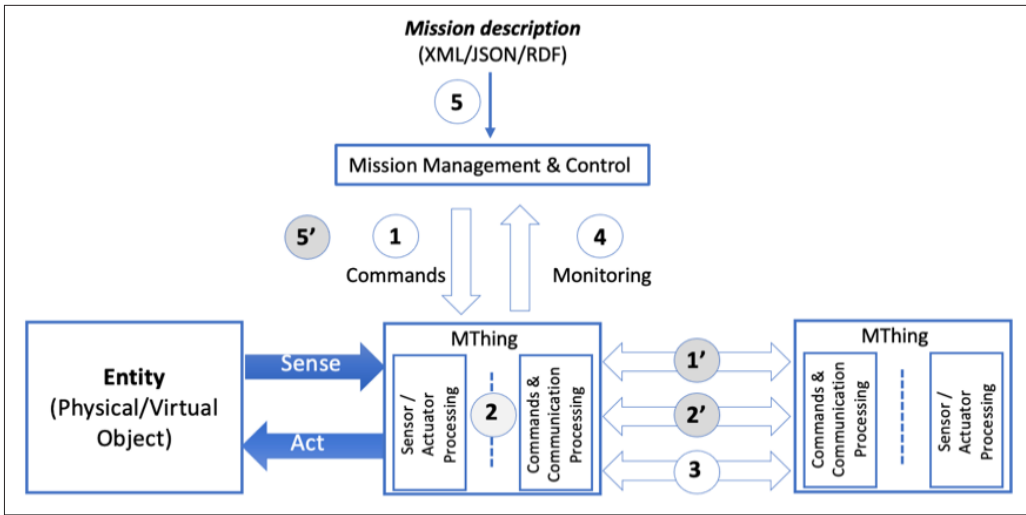 Mission description
(XML/JSON/RDF)
5
Mission Management & Control
5’
1
4
Commands
Monitoring
Entity
(Physical/Virtual
Object)
Sense
Act
MThing
Sensor /
Actuator
Processing
2
Commands &
Communication
Processing
1’
2’
3
MThing
Commands &
Communication
Processing
Sensor /
Actuator
Processing